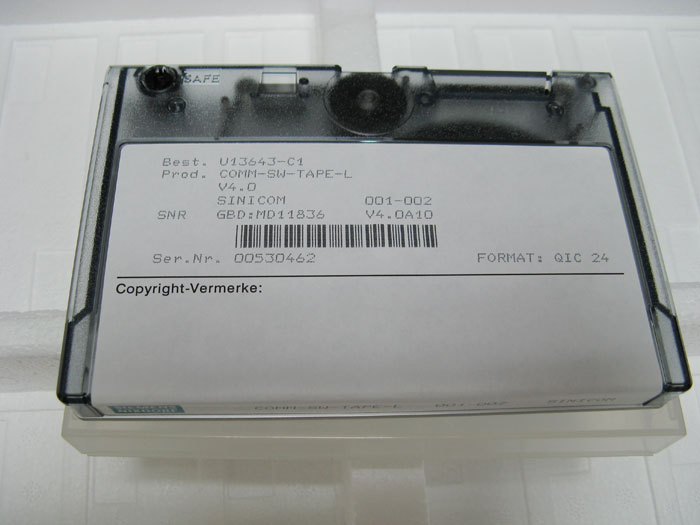 SAFE
Best. U13643-C1
Prod. COMM-SW-TAPE-L
V4.0
SINICOM 001-002
SNR GBD:MD11836 V4.0A10
Ser.Nr. 00530462 FORMAT: QIC 24
Copyright-Vermerke:
COMM-SW-TAPE-L 001-002 SINICOM